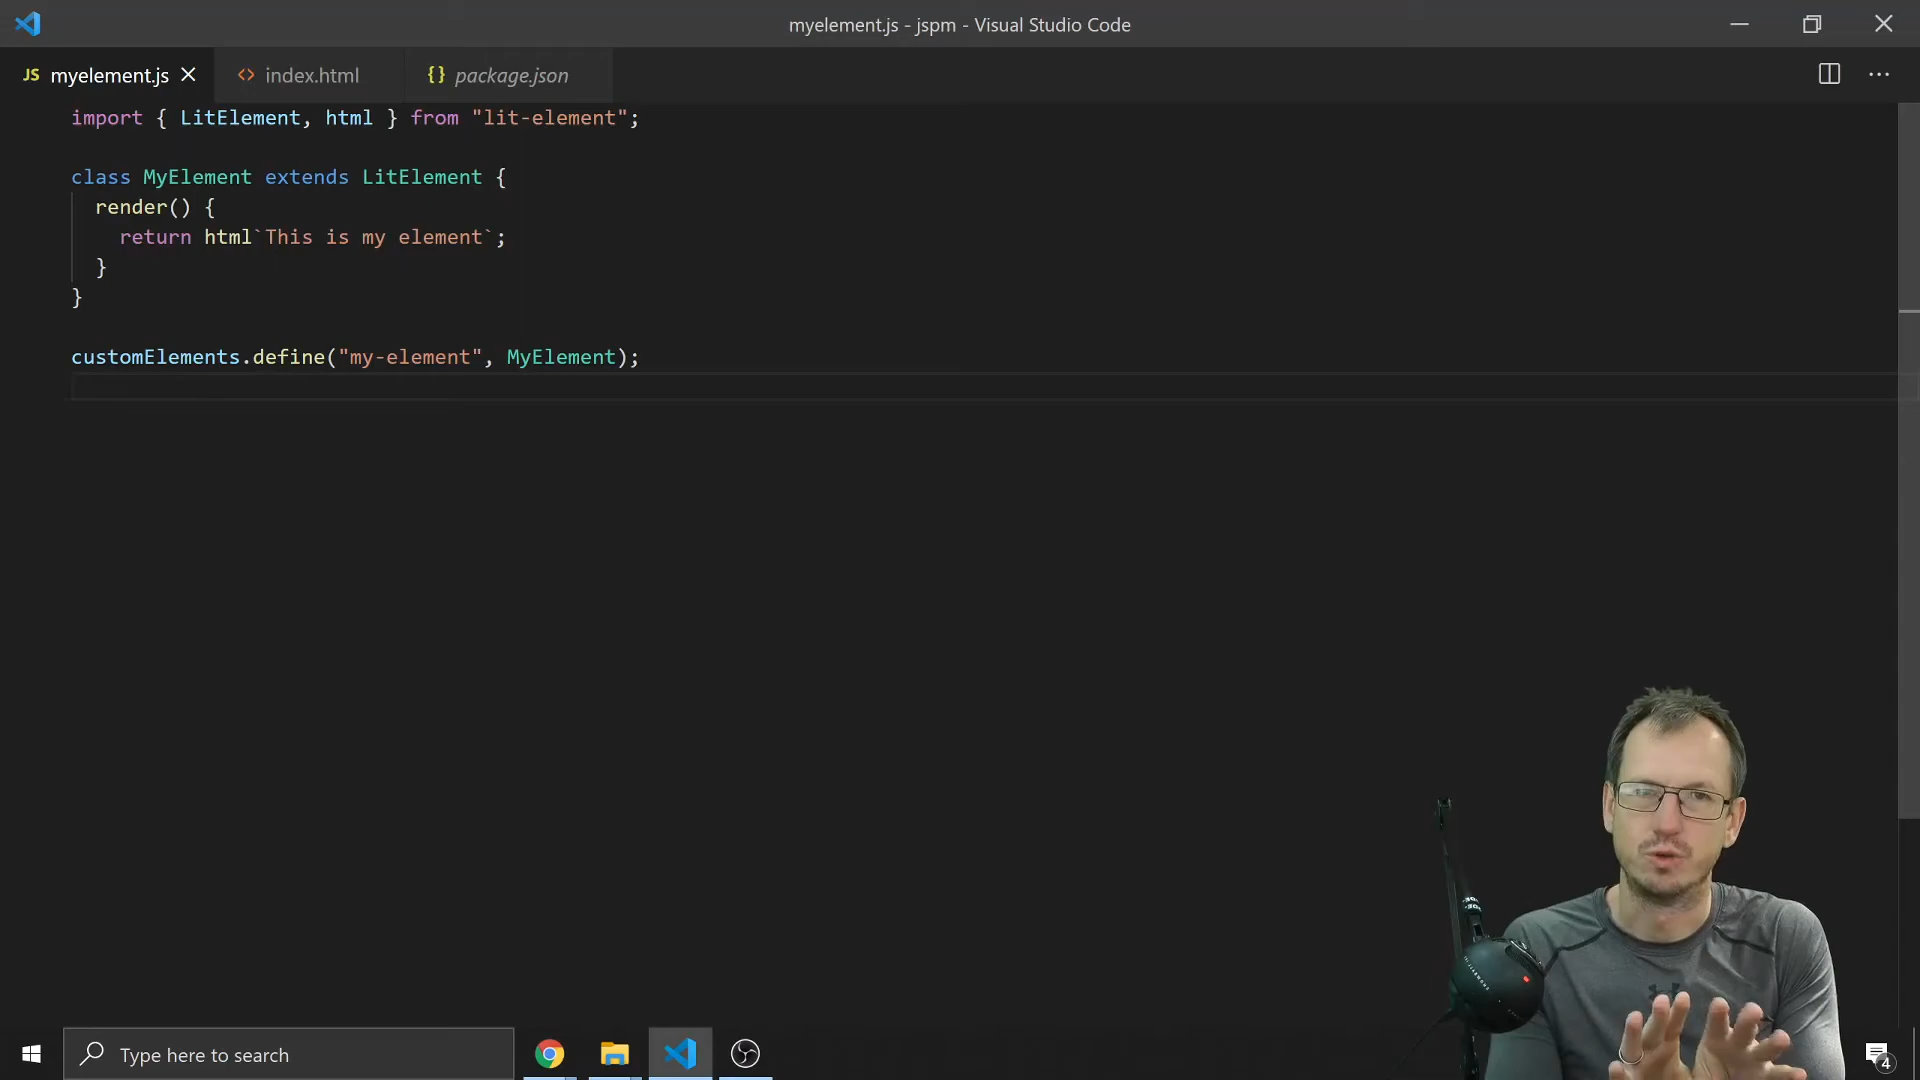 myelement.js - jspm - Visual Studio Code
JS myelement.js
index.html
package.json
import { LitElement, html } from "lit-element";
class MyElement extends LitElement {
render() {
return html`This is my element`;
}
}
customElements.define("my-element", MyElement);
Type here to search
4